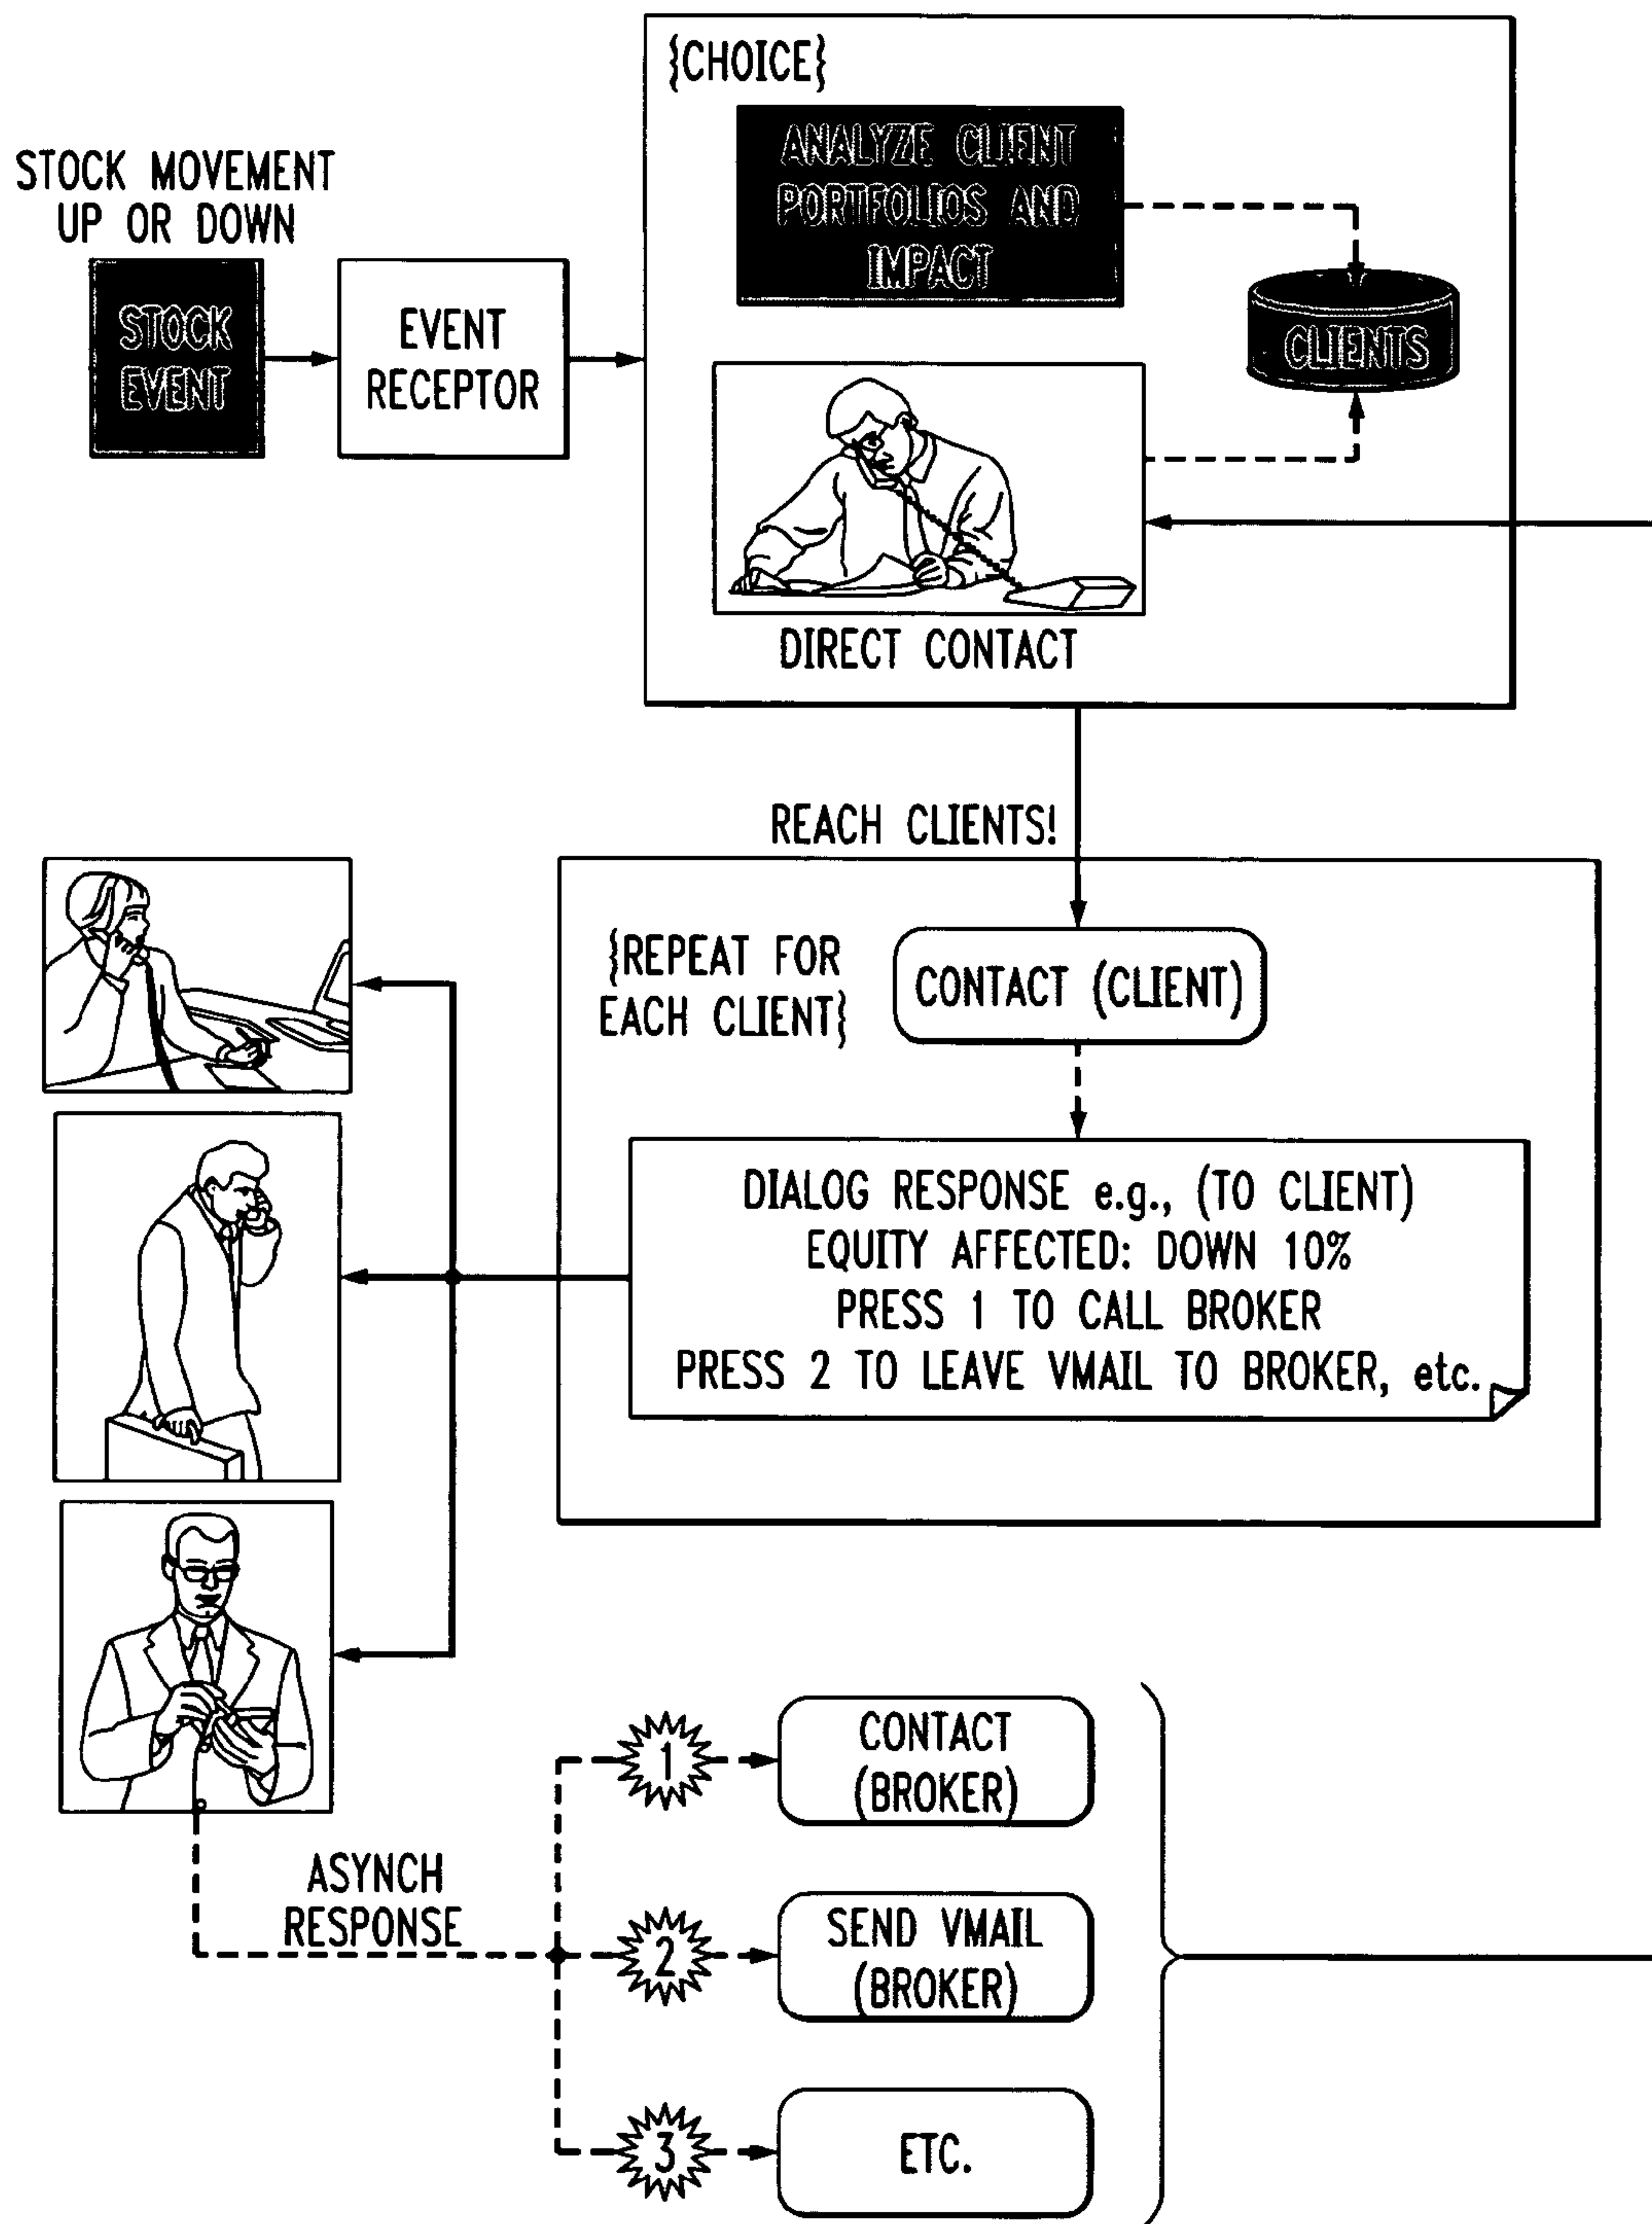 {CHOICE}
ANALYZE CLIENT
PORTFOLIOS AND
IMPACT
STOCK MOVEMENT
UP OR DOWN
STOCK
EVENT
EVENT
RECEPTOR
CLIENTS
DIRECT CONTACT
REACH CLIENTS!
{REPEAT FOR
EACH CLIENT}
CONTACT (CLIENT)
DIALOG RESPONSE e.g., (TO CLIENT)
EQUITY AFFECTED: DOWN 10%
PRESS 1 TO CALL BROKER
PRESS 2 TO LEAVE VMAIL TO BROKER, etc.
ASYNCH
RESPONSE
1
CONTACT
(BROKER)
2
SEND VMAIL
(BROKER)
3
ETC.